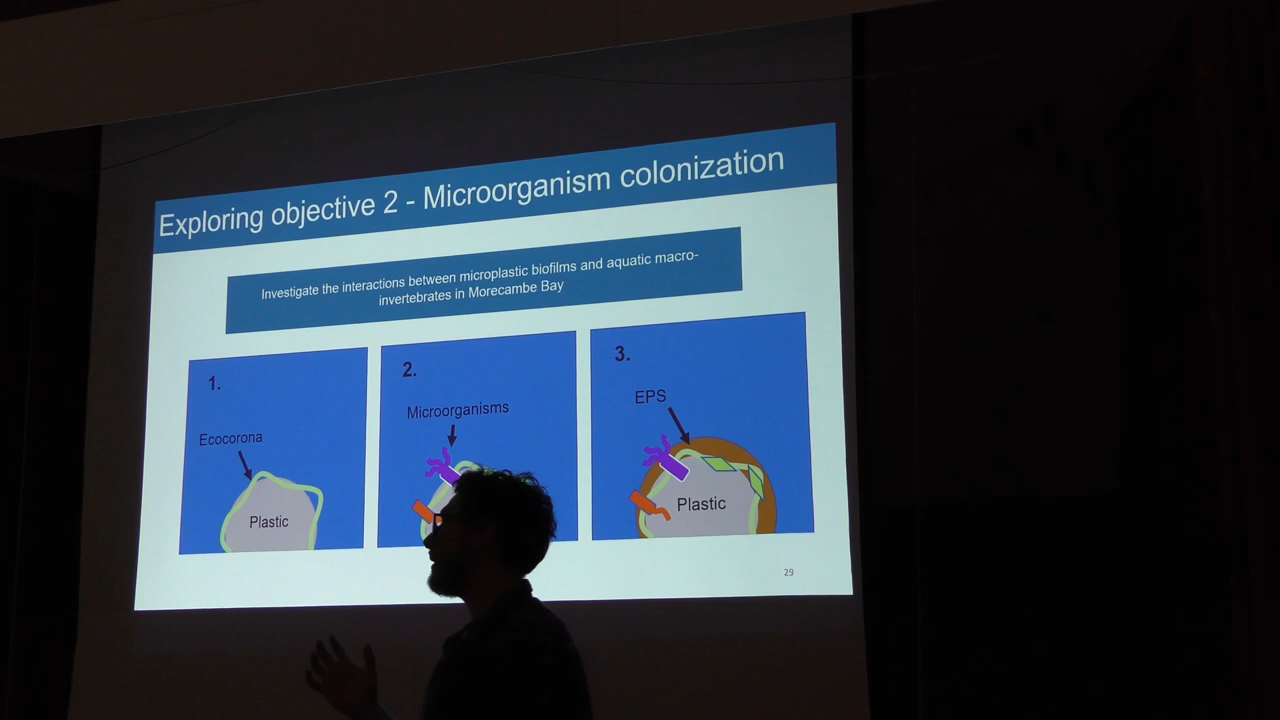 Exploring objective 2 - Microorganism colonization
Investigate the interactions between microplastic biofilms and aquatic macro-
invertebrates in Morecambe Bay
1.
Ecocorona
Plastic
2.
Microorganisms
3.
EPS
Plastic
29